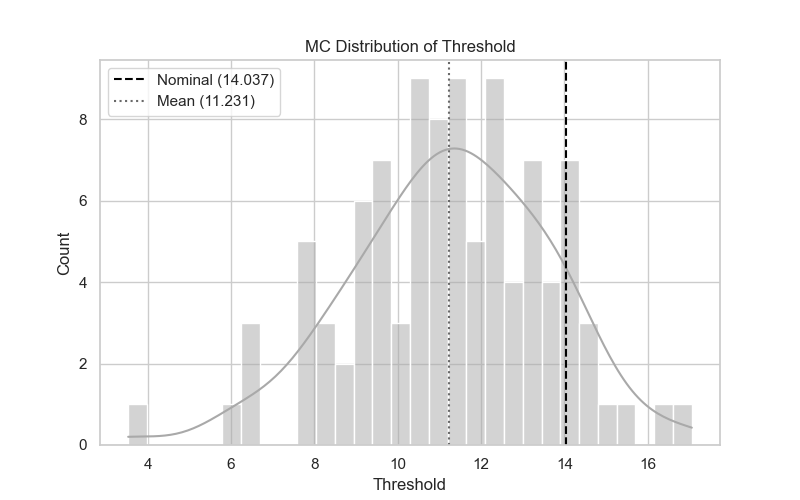 MC Distribution of Threshold
Nominal (14.037)
Mean (11.231)
8
6
4
2
0
Count
4 6 8 10 12 14 16
Threshold